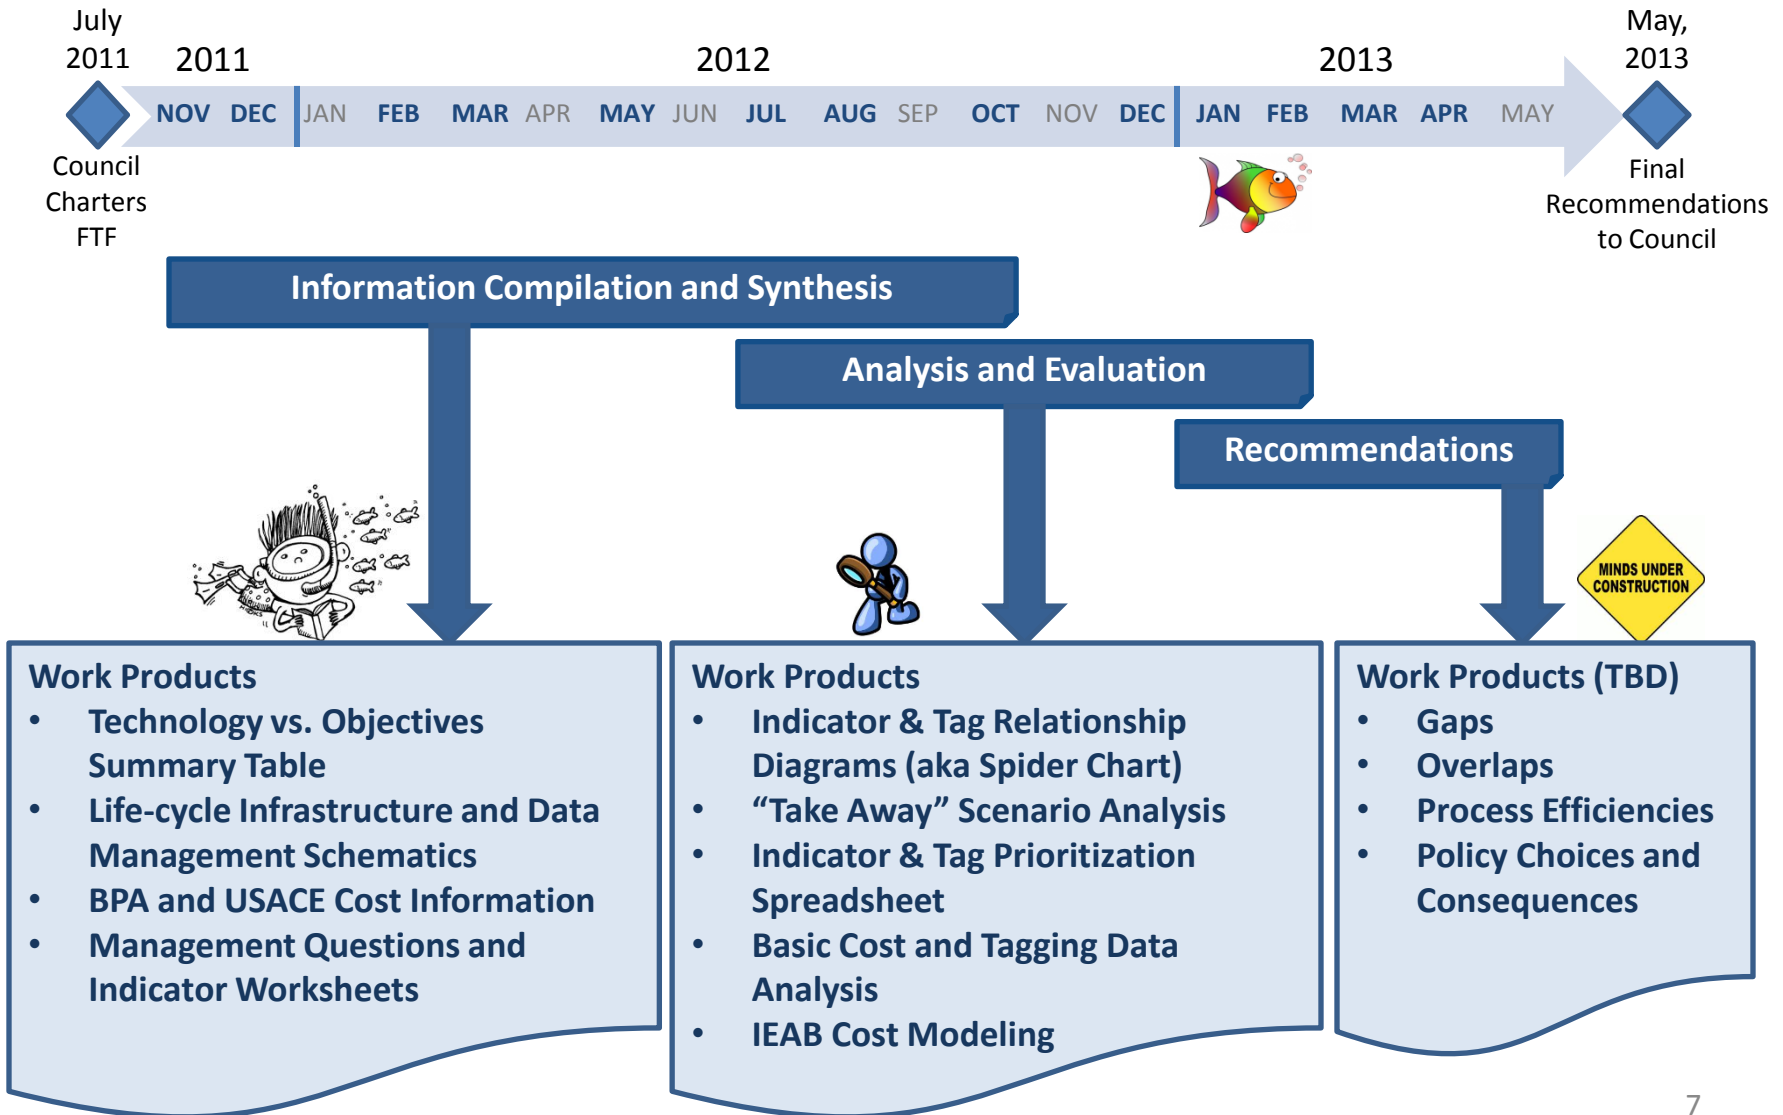 July
2011
2011
2012
2013
May,
2013
NOV DEC JAN FEB MAR APR MAY JUN JUL AUG SEP OCT NOV DEC JAN FEB MAR APR MAY
Council
Charters
FTF
Final
Recommendations
to Council
Information Compilation and Synthesis
Analysis and Evaluation
Recommendations
MINDS UNDER
CONSTRUCTION
Work Products
• Technology vs. Objectives
Summary Table
• Life-cycle Infrastructure and Data
Management Schematics
• BPA and USACE Cost Information
• Management Questions and
Indicator Worksheets
Work Products
• Indicator & Tag Relationship
Diagrams (aka Spider Chart)
• “Take Away” Scenario Analysis
• Indicator & Tag Prioritization
Spreadsheet
• Basic Cost and Tagging Data
Analysis
• IEAB Cost Modeling
Work Products (TBD)
• Gaps
• Overlaps
• Process Efficiencies
• Policy Choices and
Consequences
7